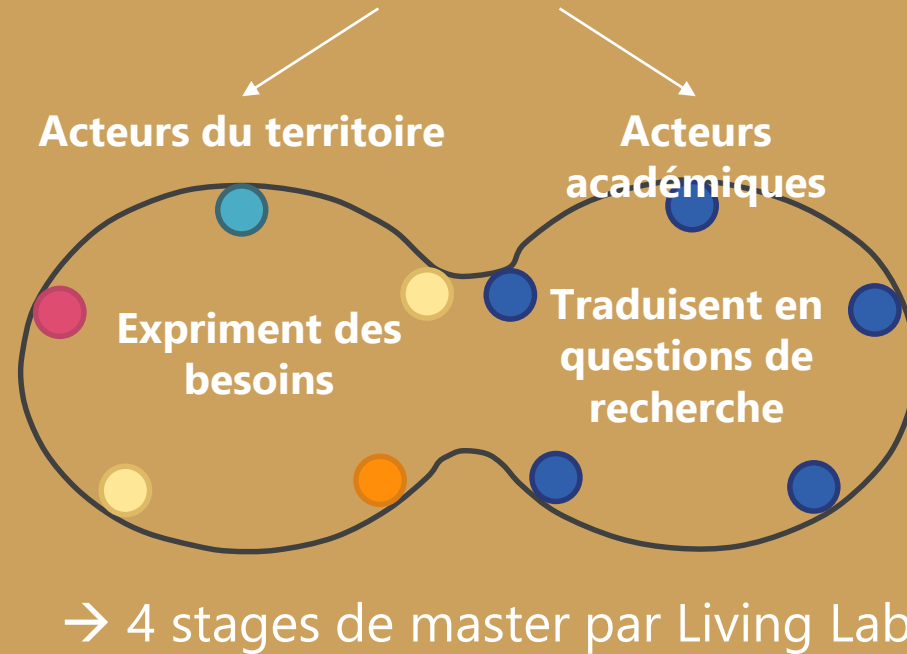 Acteurs du territoire
Acteurs
académiques
Expriment des
besoins
Traduisent en
questions de
recherche
→ 4 stages de master par Living Lab